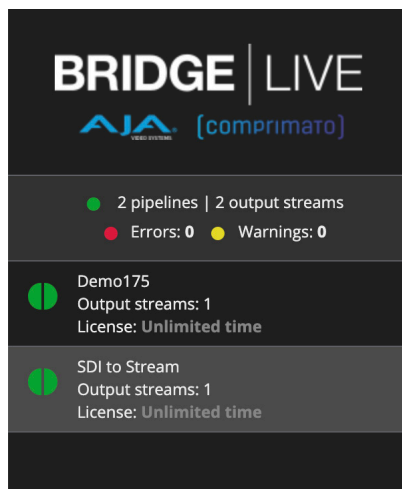 BRIDGE | LIVE
AJA. [comprimato]
VIDEO SYSTEMS
2 pipelines | 2 output streams
Errors: 0 Warnings: 0
Demo175
Output streams: 1
License: Unlimited time
SDI to Stream
Output streams: 1
License: Unlimited time